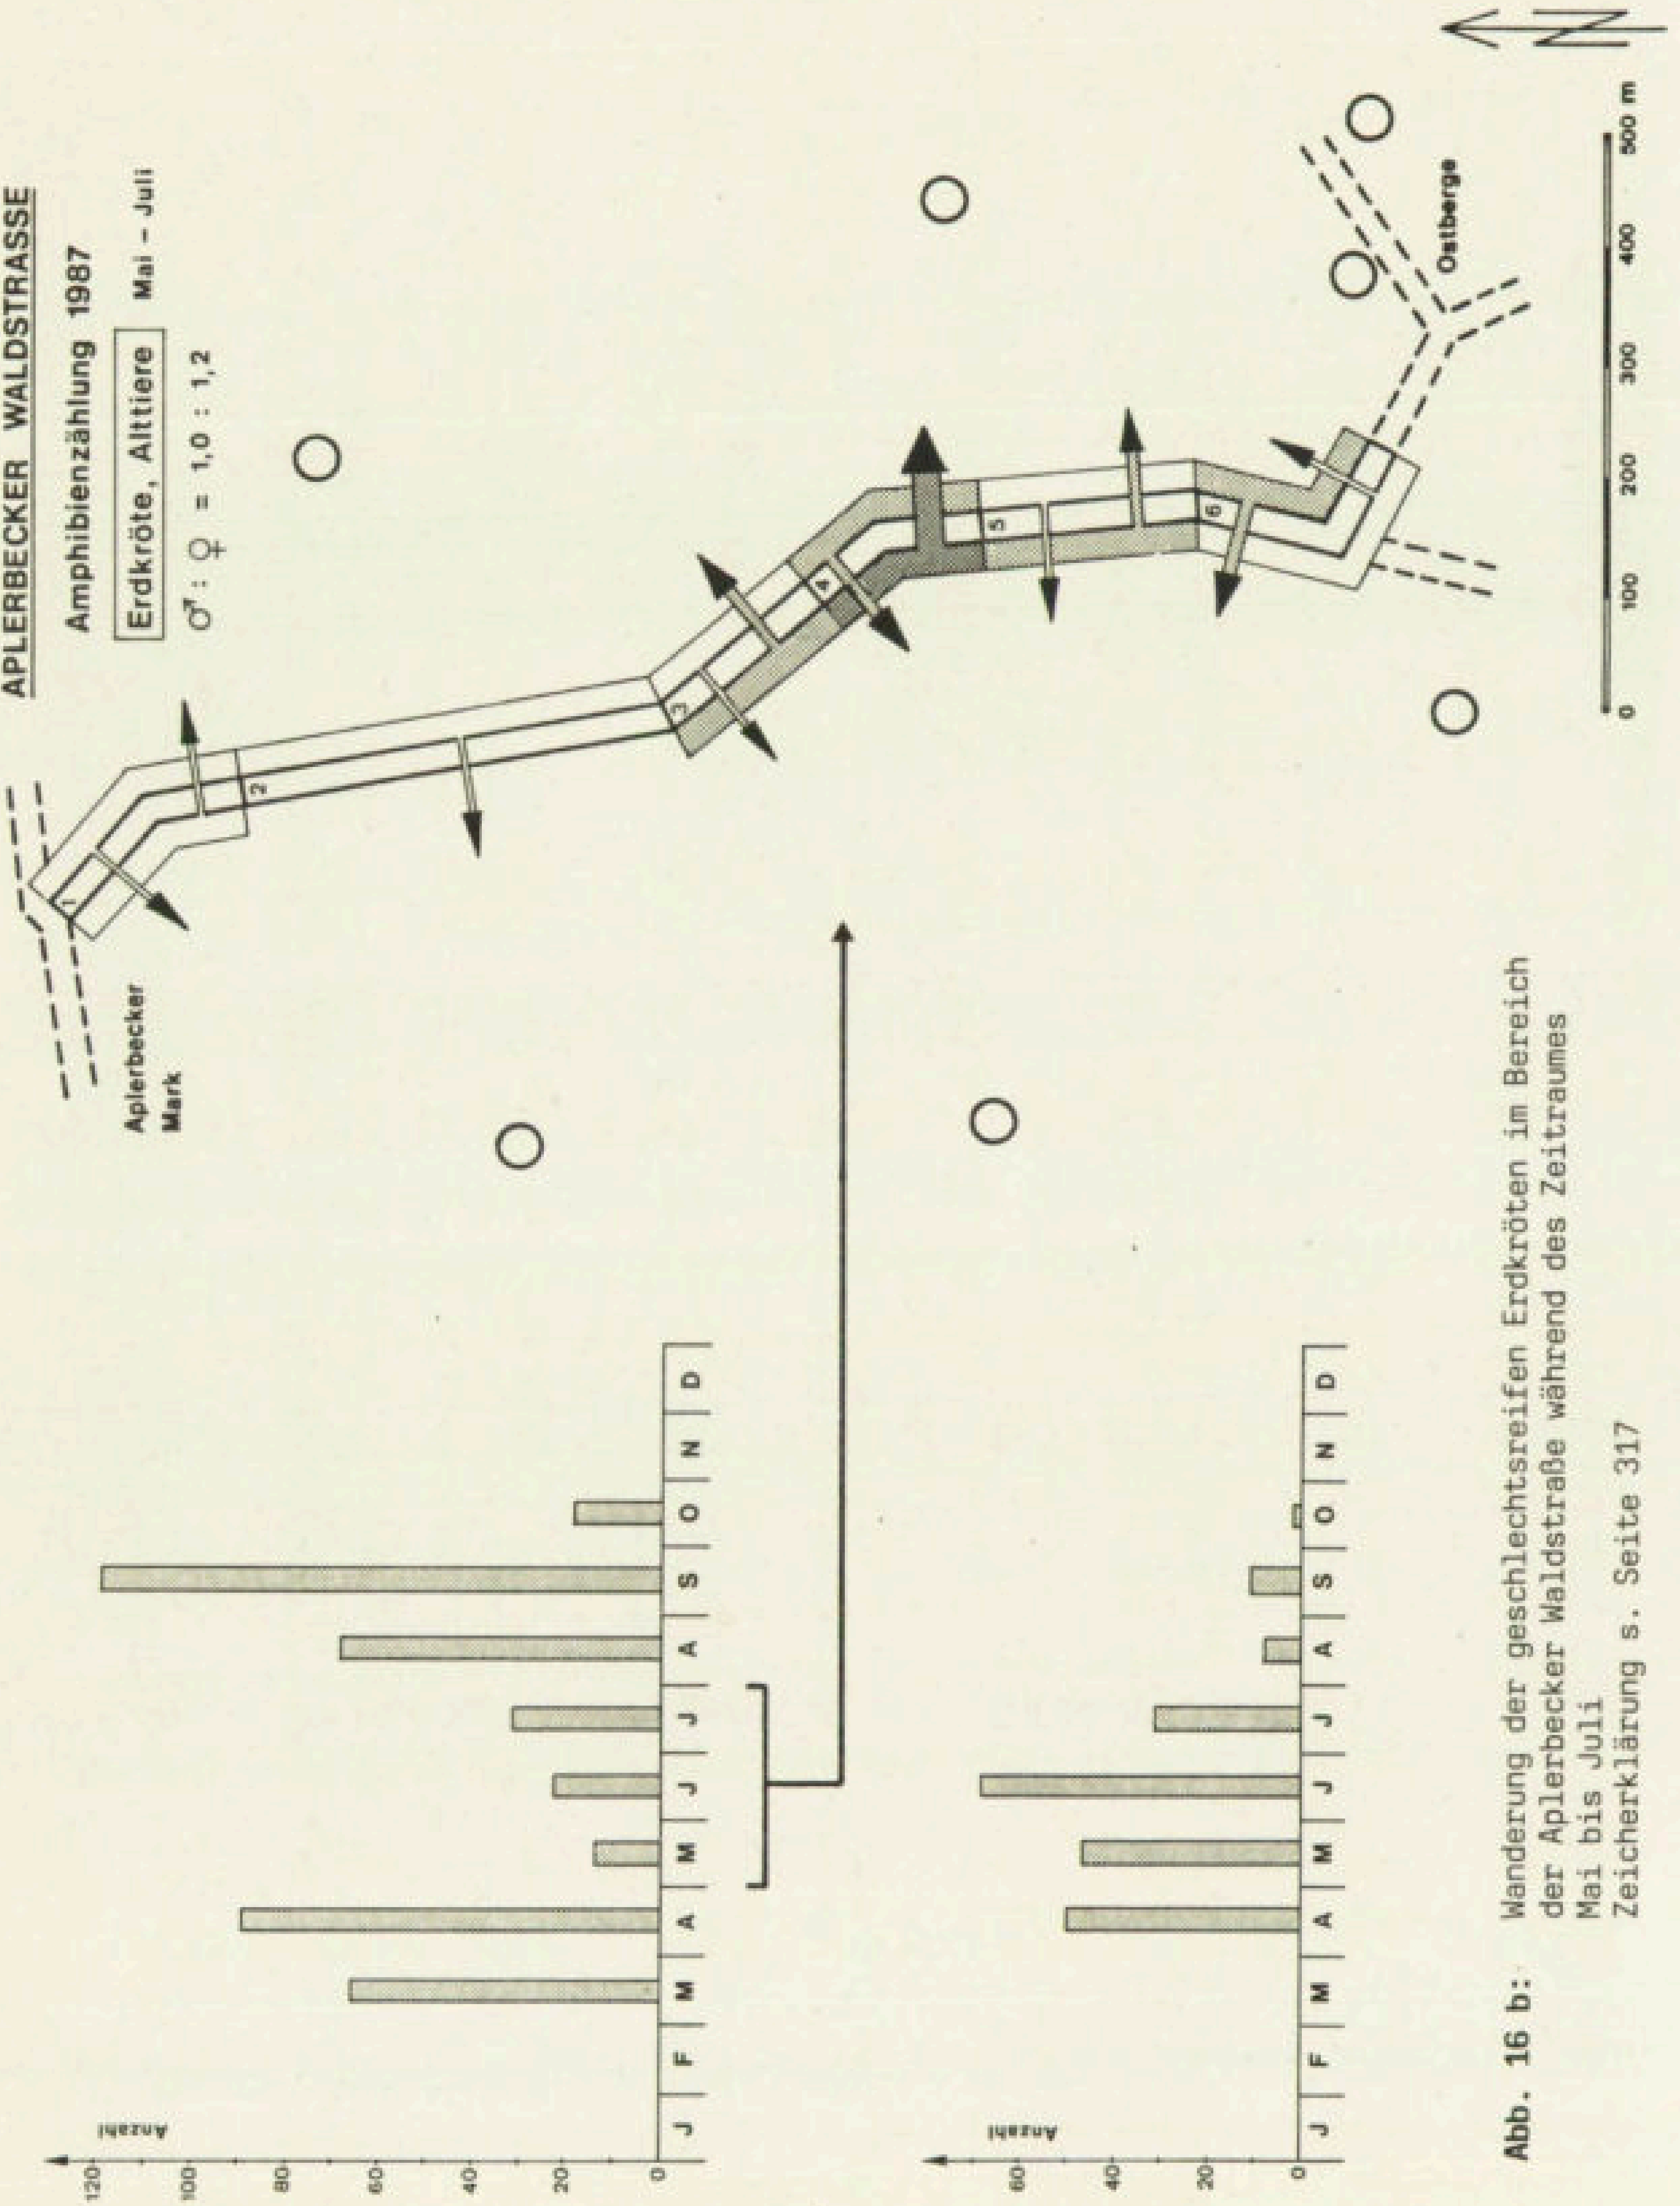 APLERBECKER WALDSTRASSE
Amphibienzählung 1987
Erdkröte, Alttiere Mai - Juli
♂ : ♀ = 1,0 : 1,2
Aplerbecker
Mark
1
2
3
4
5
6
Ostberge
N
0 100 200 300 400 500 m
Anzahl
120
100
80
60
40
20
0
J F M A M J J A S O N D
Anzahl
60
40
20
0
J F M A M J J A S O N D
Abb. 16 b: Wanderung der geschlechtsreifen Erdkröten im Bereich
der Aplerbecker Waldstraße während des Zeitraumes
Mai bis Juli
Zeicherklärung s. Seite 317